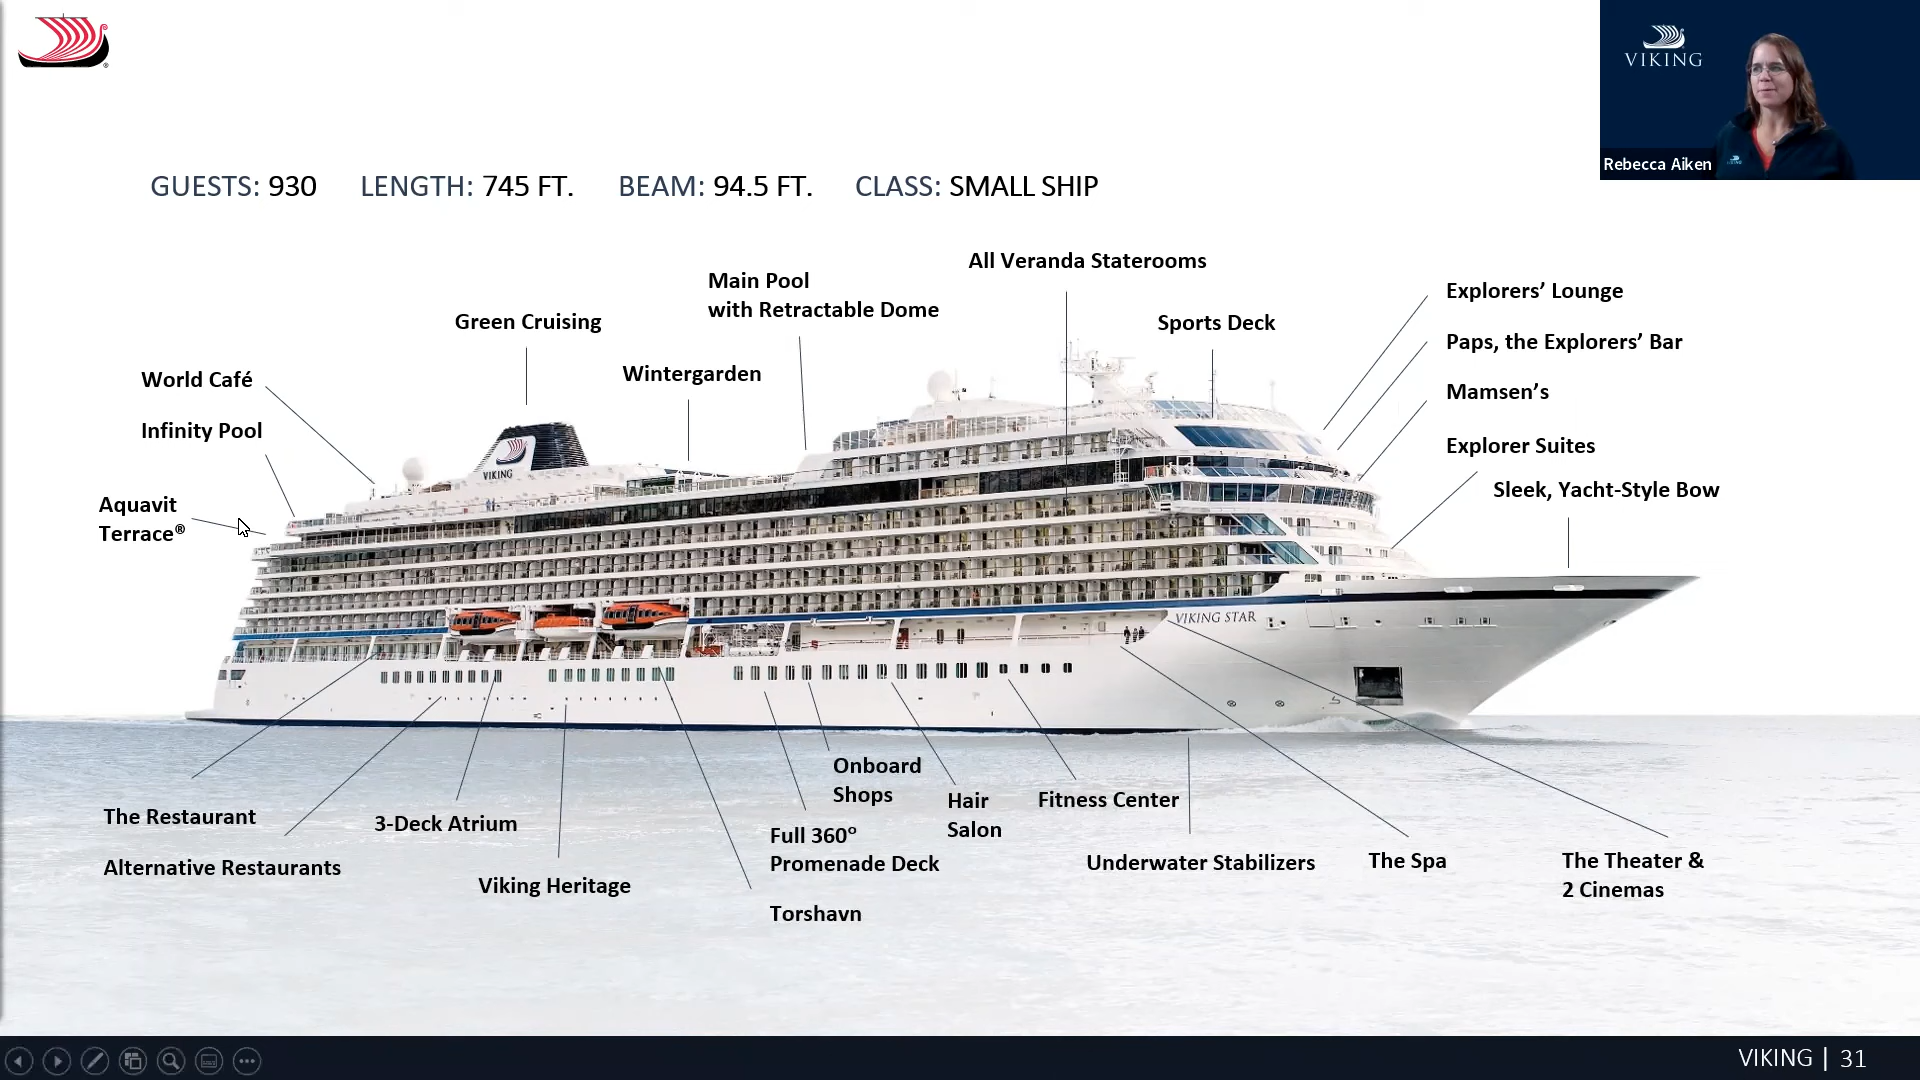 VIKING
Rebecca Aiken
GUESTS: 930 LENGTH: 745 FT. BEAM: 94.5 FT. CLASS: SMALL SHIP
All Veranda Staterooms
Main Pool
with Retractable Dome
Explorers’ Lounge
Green Cruising
Sports Deck
Paps, the Explorers’ Bar
World Café
Wintergarden
Mamsen’s
Infinity Pool
Explorer Suites
Sleek, Yacht-Style Bow
Aquavit
Terrace®
VIKING
VIKING STAR
Onboard
Shops
The Restaurant
3-Deck Atrium
Hair
Salon
Fitness Center
Full 360°
Promenade Deck
Alternative Restaurants
Viking Heritage
Underwater Stabilizers
The Spa
The Theater &
2 Cinemas
Torshavn
VIKING | 31